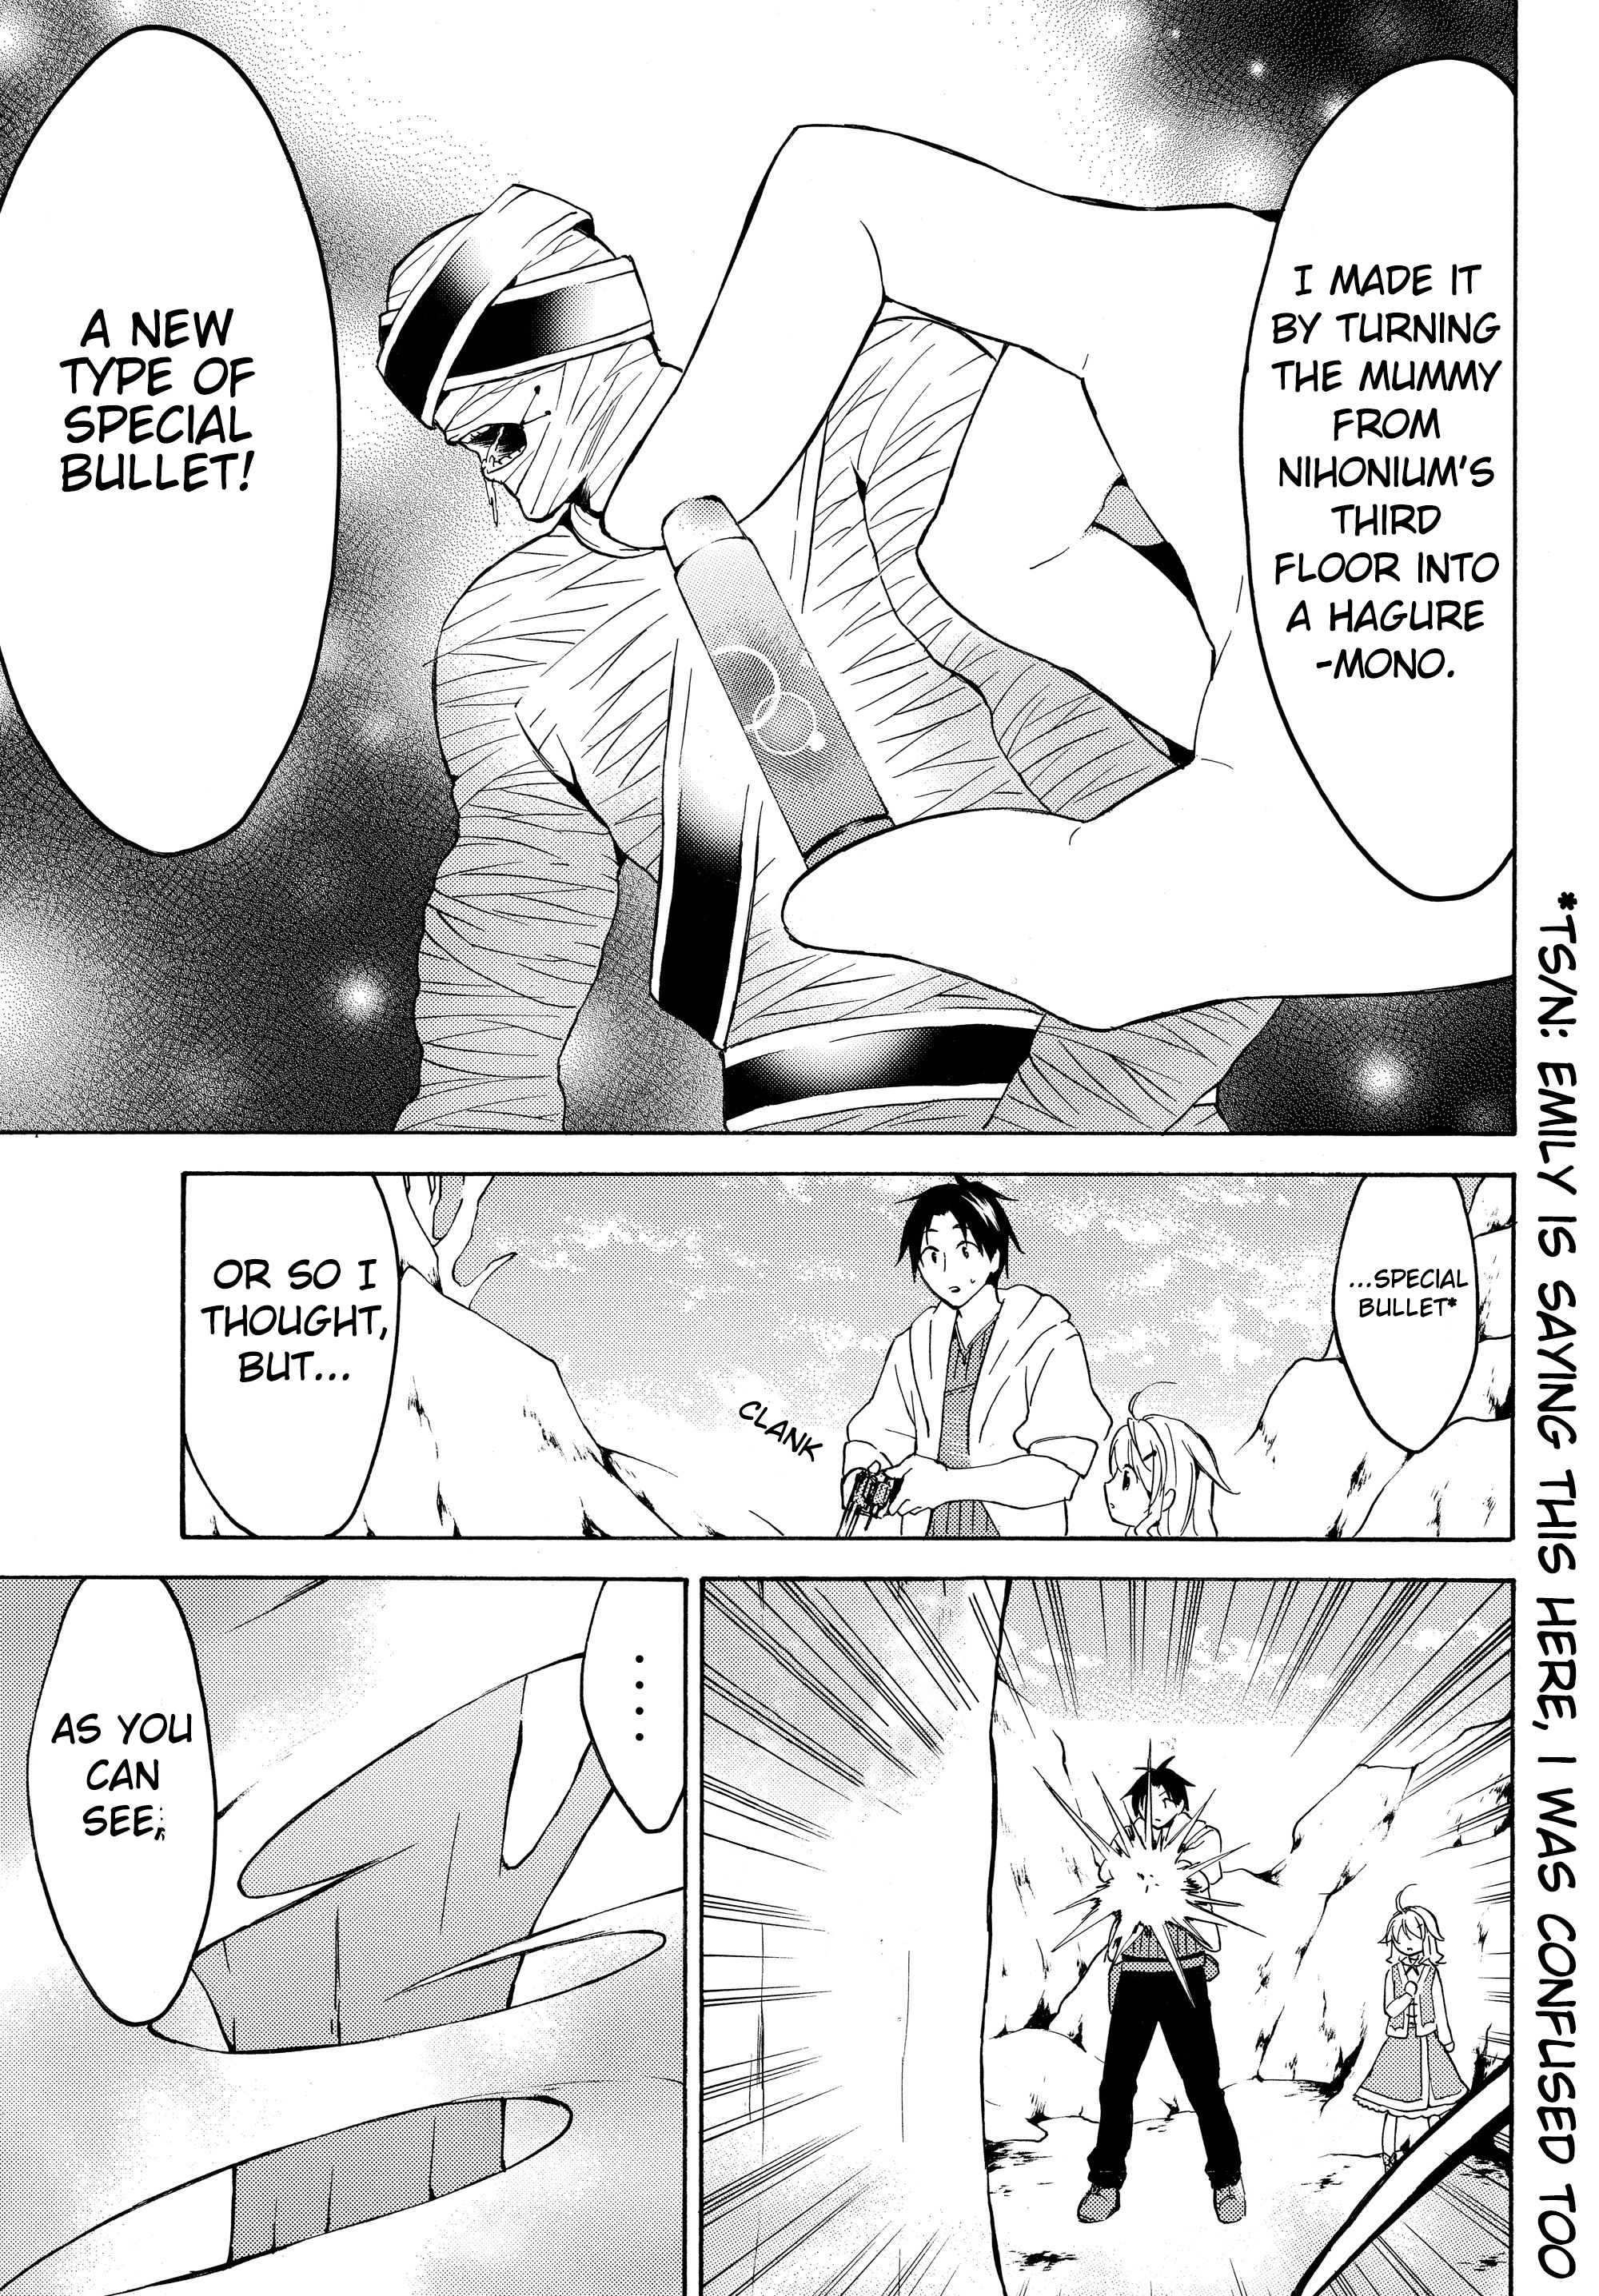 I MADE IT
BY TURNING
THE MUMMY
FROM
NIHONIUM'S
THIRD
FLOOR INTO
A HAGURE
-MONO.
A NEW
TYPE OF
SPECIAL
BULLET!
...SPECIAL
BULLET*
CLANK
OR SO I
THOUGHT,
BUT...
....
AS YOU
CAN
SEE,
*TS/N: EMILY IS SAYING THIS HERE, I WAS CONFUSED TOO